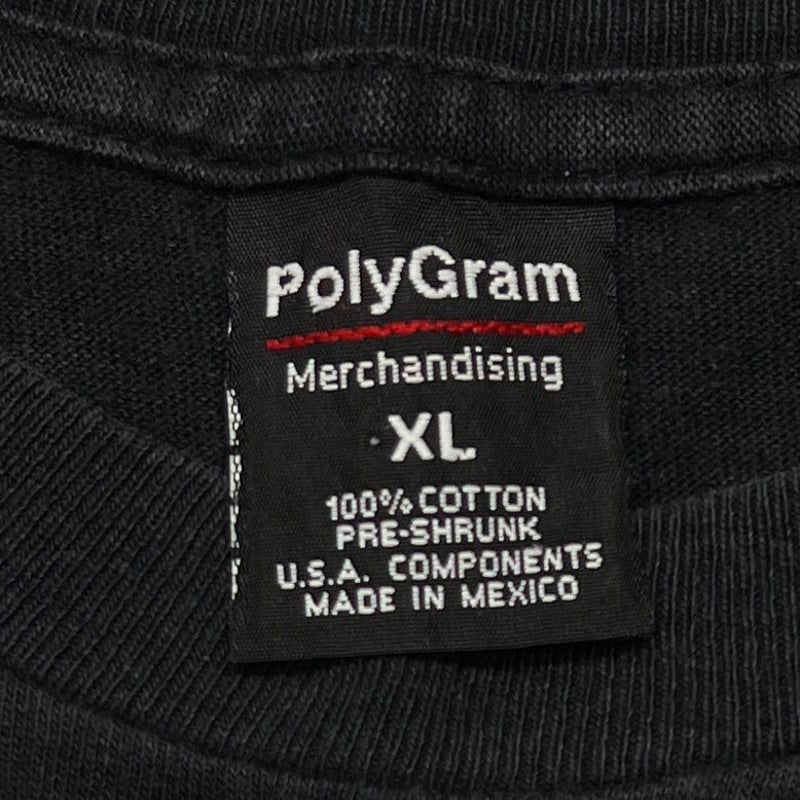 PolyGram
Merchandising
XL
100% COTTON
PRE-SHRUNK
U.S.A. COMPONENTS
MADE IN MEXICO